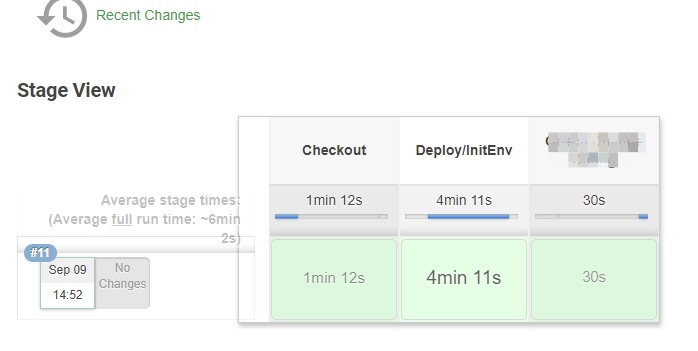 Recent Changes
Stage View
Checkout
Deploy/InitEnv
Average stage times:
(Average full run time: ~6min
2s)
1min 12s
4min 11s
30s
#11
Sep 09
14:52
No
Changes
1min 12s
4min 11s
30s